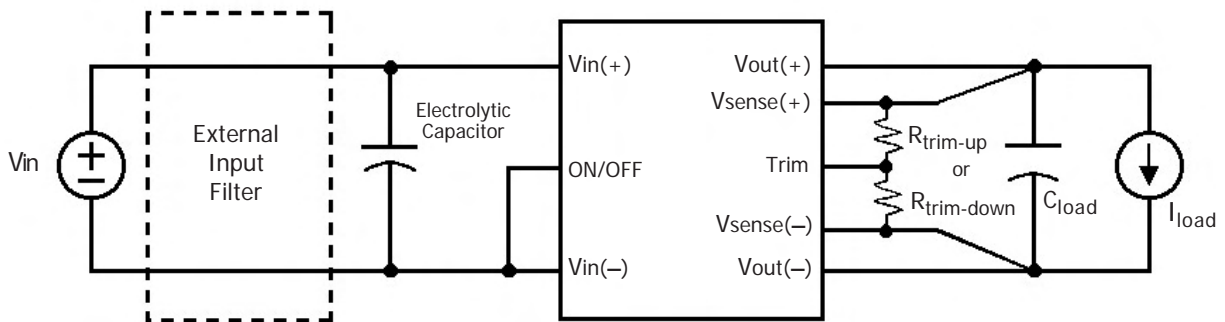 Vin
+
−
External
Input
Filter
Electrolytic
Capacitor
Vin(+)
ON/OFF
Vin(−)
Vout(+)
Vsense(+)
Trim
Vsense(−)
Vout(−)
Rtrim-up
or
Rtrim-down
Cload
Iload